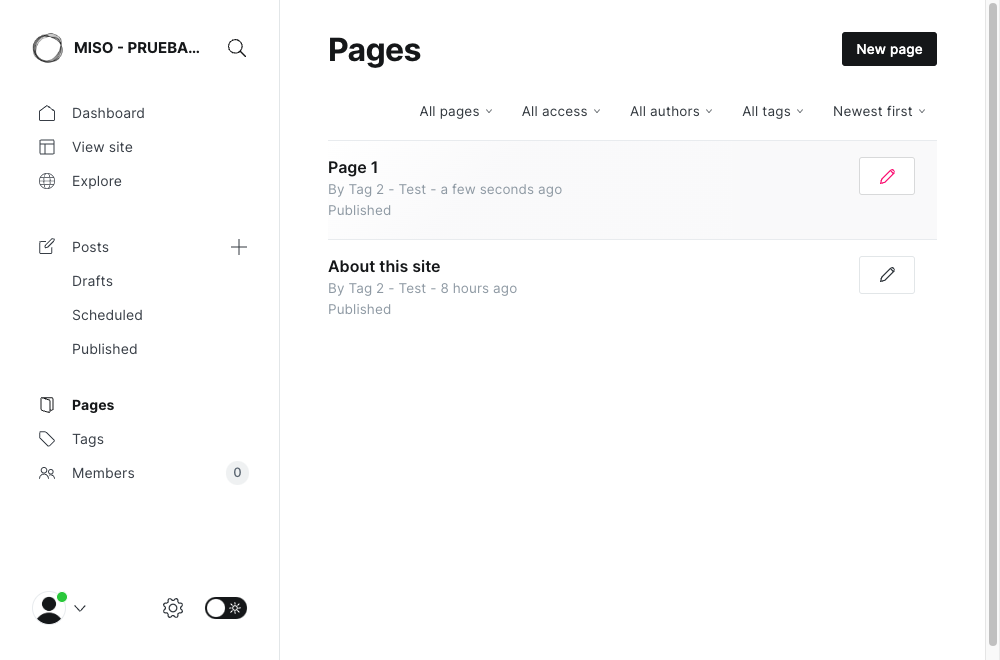 MISO - PRUEBA...
Dashboard
View site
Explore
Posts
Drafts
Scheduled
Published
Pages
Tags
Members
0
Pages
New page
All pages
All access
All authors
All tags
Newest first
Page 1
By Tag 2 - Test - a few seconds ago
Published
About this site
By Tag 2 - Test - 8 hours ago
Published